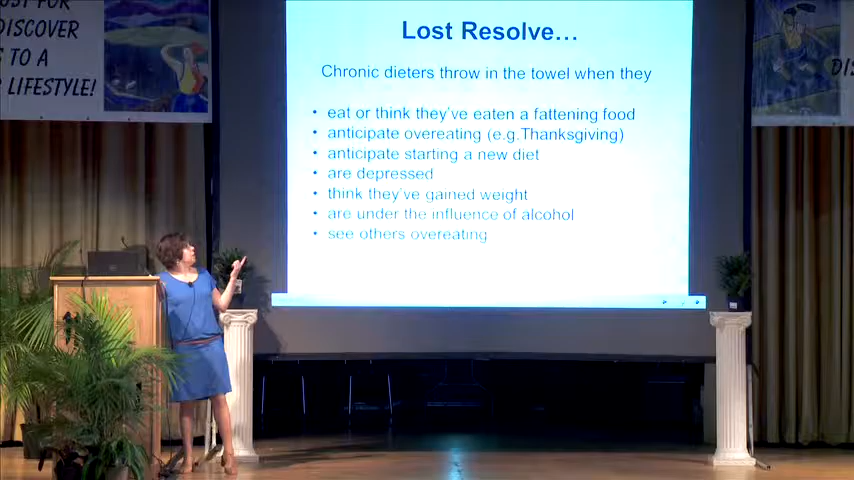 DISCOVER
S TO A
LIFESTYLE!
Lost Resolve…
Chronic dieters throw in the towel when they
• eat or think they've eaten a fattening food
• anticipate overeating (e.g.Thanksgiving)
• anticipate starting a new diet
• are depressed
• think they've gained weight
• are under the influence of alcohol
• see others overeating
DIS